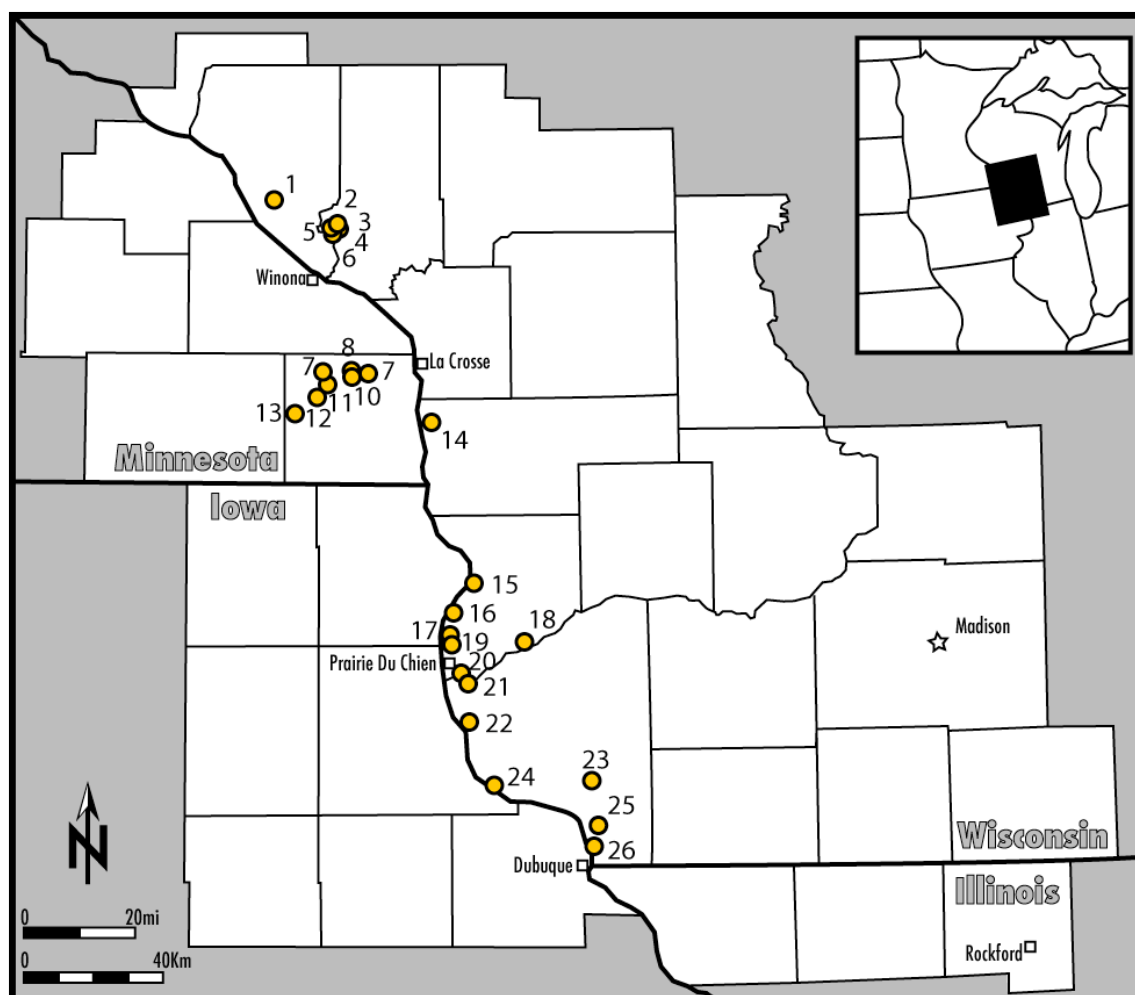 1
2
3
5
4
6
Winona
8
7
7
La Crosse
10
11
12
13
14
Minnesota
Iowa
15
16
18
17
19
Madison
Prairie Du Chien
20
21
22
23
24
25
Wisconsin
26
Dubuque
Illinois
N
0
20mi
Rockford
0
40Km